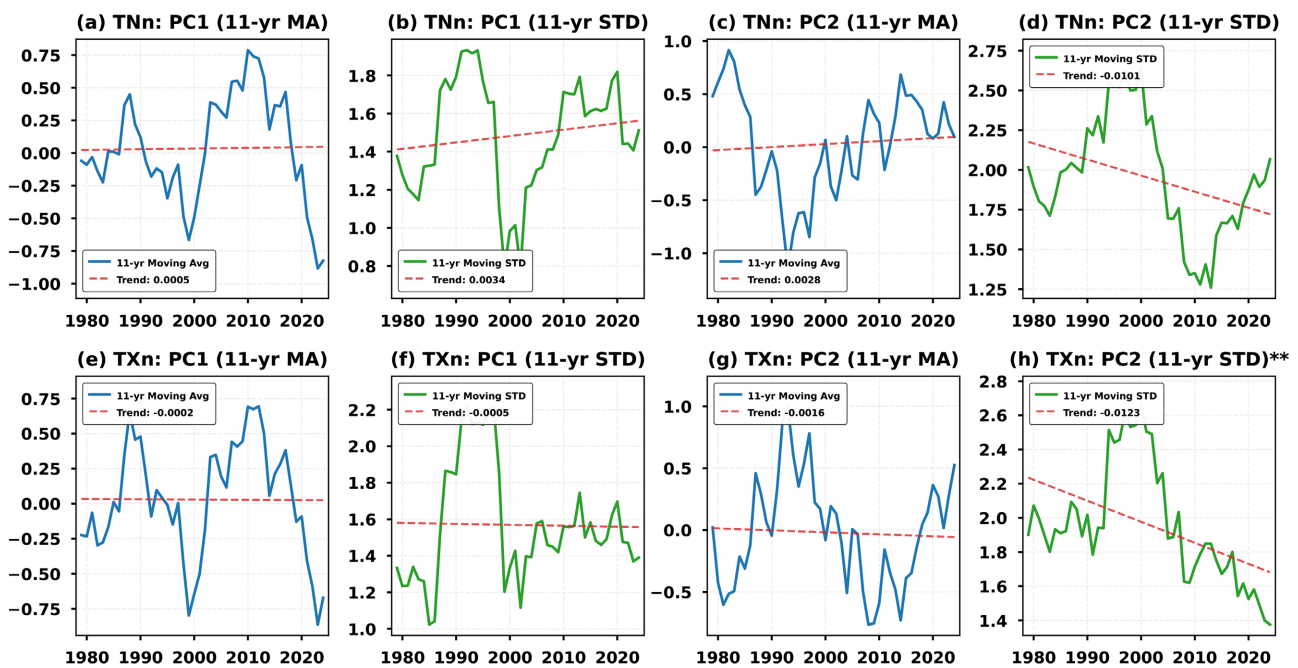 (a) TNn: PC1 (11-yr MA)
0.75
0.50
0.25
0.00
−0.25
−0.50
−0.75
−1.00
11-yr Moving Avg
Trend: 0.0005
1980 1990 2000 2010 2020
(b) TNn: PC1 (11-yr STD)
1.8
1.6
1.4
1.2
1.0
0.8
11-yr Moving STD
Trend: 0.0034
1980 1990 2000 2010 2020
(c) TNn: PC2 (11-yr MA)
1.0
0.5
0.0
−0.5
−1.0
11-yr Moving Avg
Trend: 0.0028
1980 1990 2000 2010 2020
(d) TNn: PC2 (11-yr STD)
2.75
2.50
2.25
2.00
1.75
1.50
1.25
11-yr Moving STD
Trend: -0.0101
1980 1990 2000 2010 2020
(e) TXn: PC1 (11-yr MA)
0.75
0.50
0.25
0.00
−0.25
−0.50
−0.75
11-yr Moving Avg
Trend: -0.0002
1980 1990 2000 2010 2020
(f) TXn: PC1 (11-yr STD)
2.2
2.0
1.8
1.6
1.4
1.2
1.0
11-yr Moving STD
Trend: -0.0005
1980 1990 2000 2010 2020
(g) TXn: PC2 (11-yr MA)
1.0
0.5
0.0
−0.5
11-yr Moving Avg
Trend: -0.0016
1980 1990 2000 2010 2020
(h) TXn: PC2 (11-yr STD)**
2.8
2.6
2.4
2.2
2.0
1.8
1.6
1.4
11-yr Moving STD
Trend: -0.0123
1980 1990 2000 2010 2020